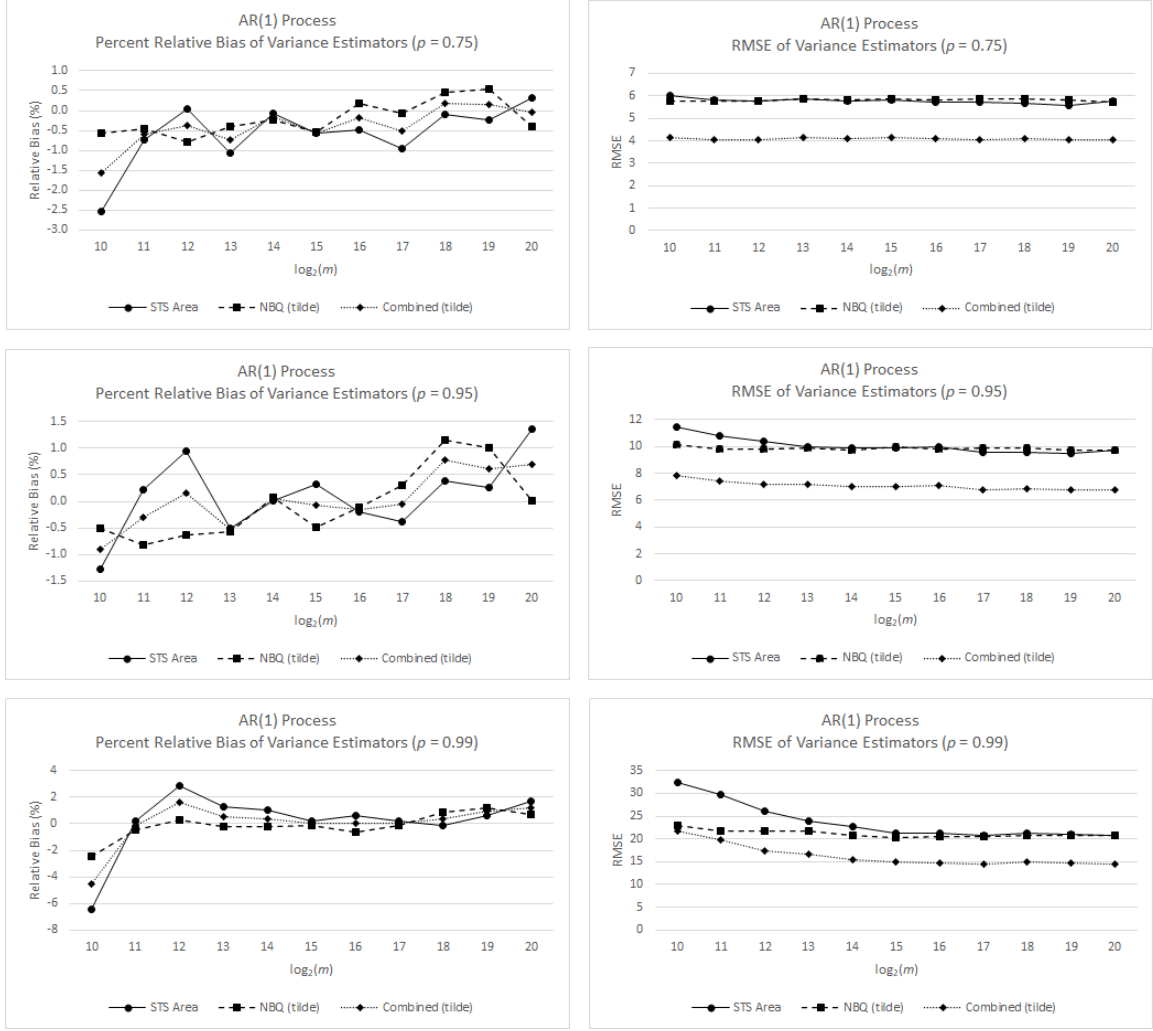 AR(1) Process
Percent Relative Bias of Variance Estimators (p = 0.75)
Relative Bias (%)
1.0
0.5
0.0
-0.5
-1.0
-1.5
-2.0
-2.5
-3.0
10 11 12 13 14 15 16 17 18 19 20
log2(m)
STS Area NBQ (tilde) Combined (tilde)
AR(1) Process
RMSE of Variance Estimators (p = 0.75)
RMSE
7
6
5
4
3
2
1
0
10 11 12 13 14 15 16 17 18 19 20
log2(m)
STS Area NBQ (tilde) Combined (tilde)
AR(1) Process
Percent Relative Bias of Variance Estimators (p = 0.95)
Relative Bias (%)
1.5
1.0
0.5
0.0
-0.5
-1.0
-1.5
10 11 12 13 14 15 16 17 18 19 20
log2(m)
STS Area NBQ (tilde) Combined (tilde)
AR(1) Process
RMSE of Variance Estimators (p = 0.95)
RMSE
12
10
8
6
4
2
0
10 11 12 13 14 15 16 17 18 19 20
log2(m)
STS Area NBQ (tilde) Combined (tilde)
AR(1) Process
Percent Relative Bias of Variance Estimators (p = 0.99)
Relative Bias (%)
4
2
0
-2
-4
-6
-8
10 11 12 13 14 15 16 17 18 19 20
log2(m)
STS Area NBQ (tilde) Combined (tilde)
AR(1) Process
RMSE of Variance Estimators (p = 0.99)
RMSE
35
30
25
20
15
10
5
0
10 11 12 13 14 15 16 17 18 19 20
log2(m)
STS Area NBQ (tilde) Combined (tilde)